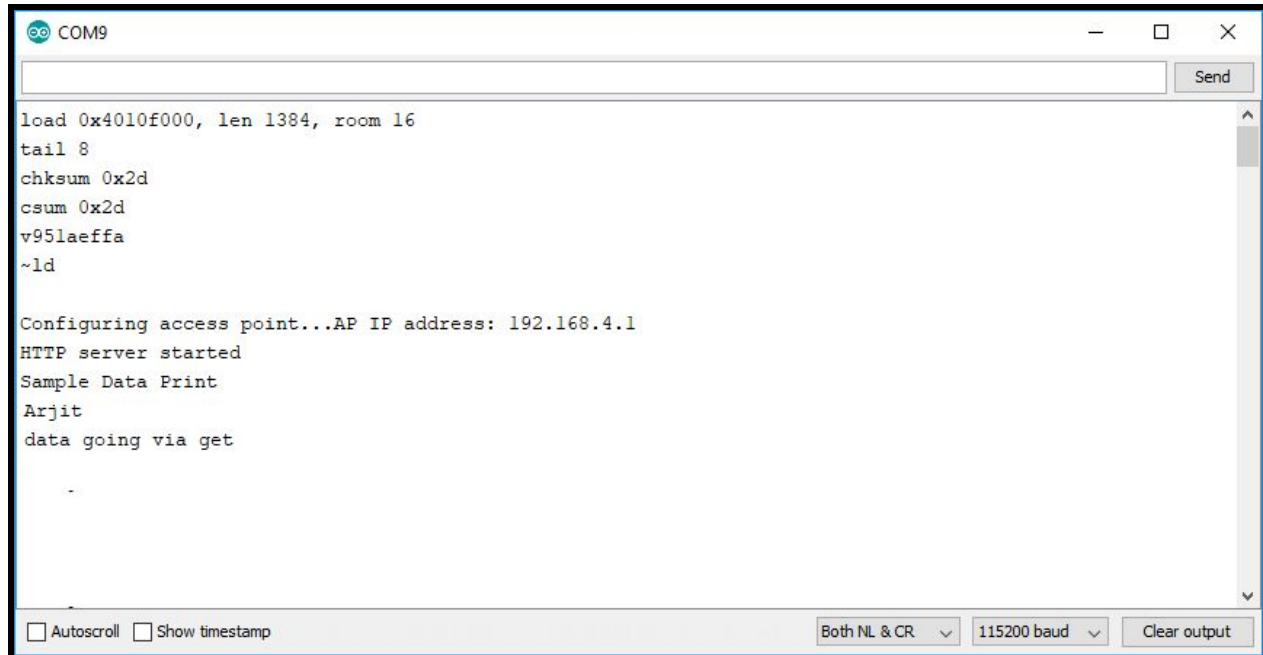 COM9
Send
load 0x4010f000, len 1384, room 16
tail 8
chksum 0x2d
csum 0x2d
v951aeffa
~ld
Configuring access point...AP IP address: 192.168.4.1
HTTP server started
Sample Data Print
Arjit
data going via get
-
-
Autoscroll Show timestamp Both NL & CR 115200 baud Clear output